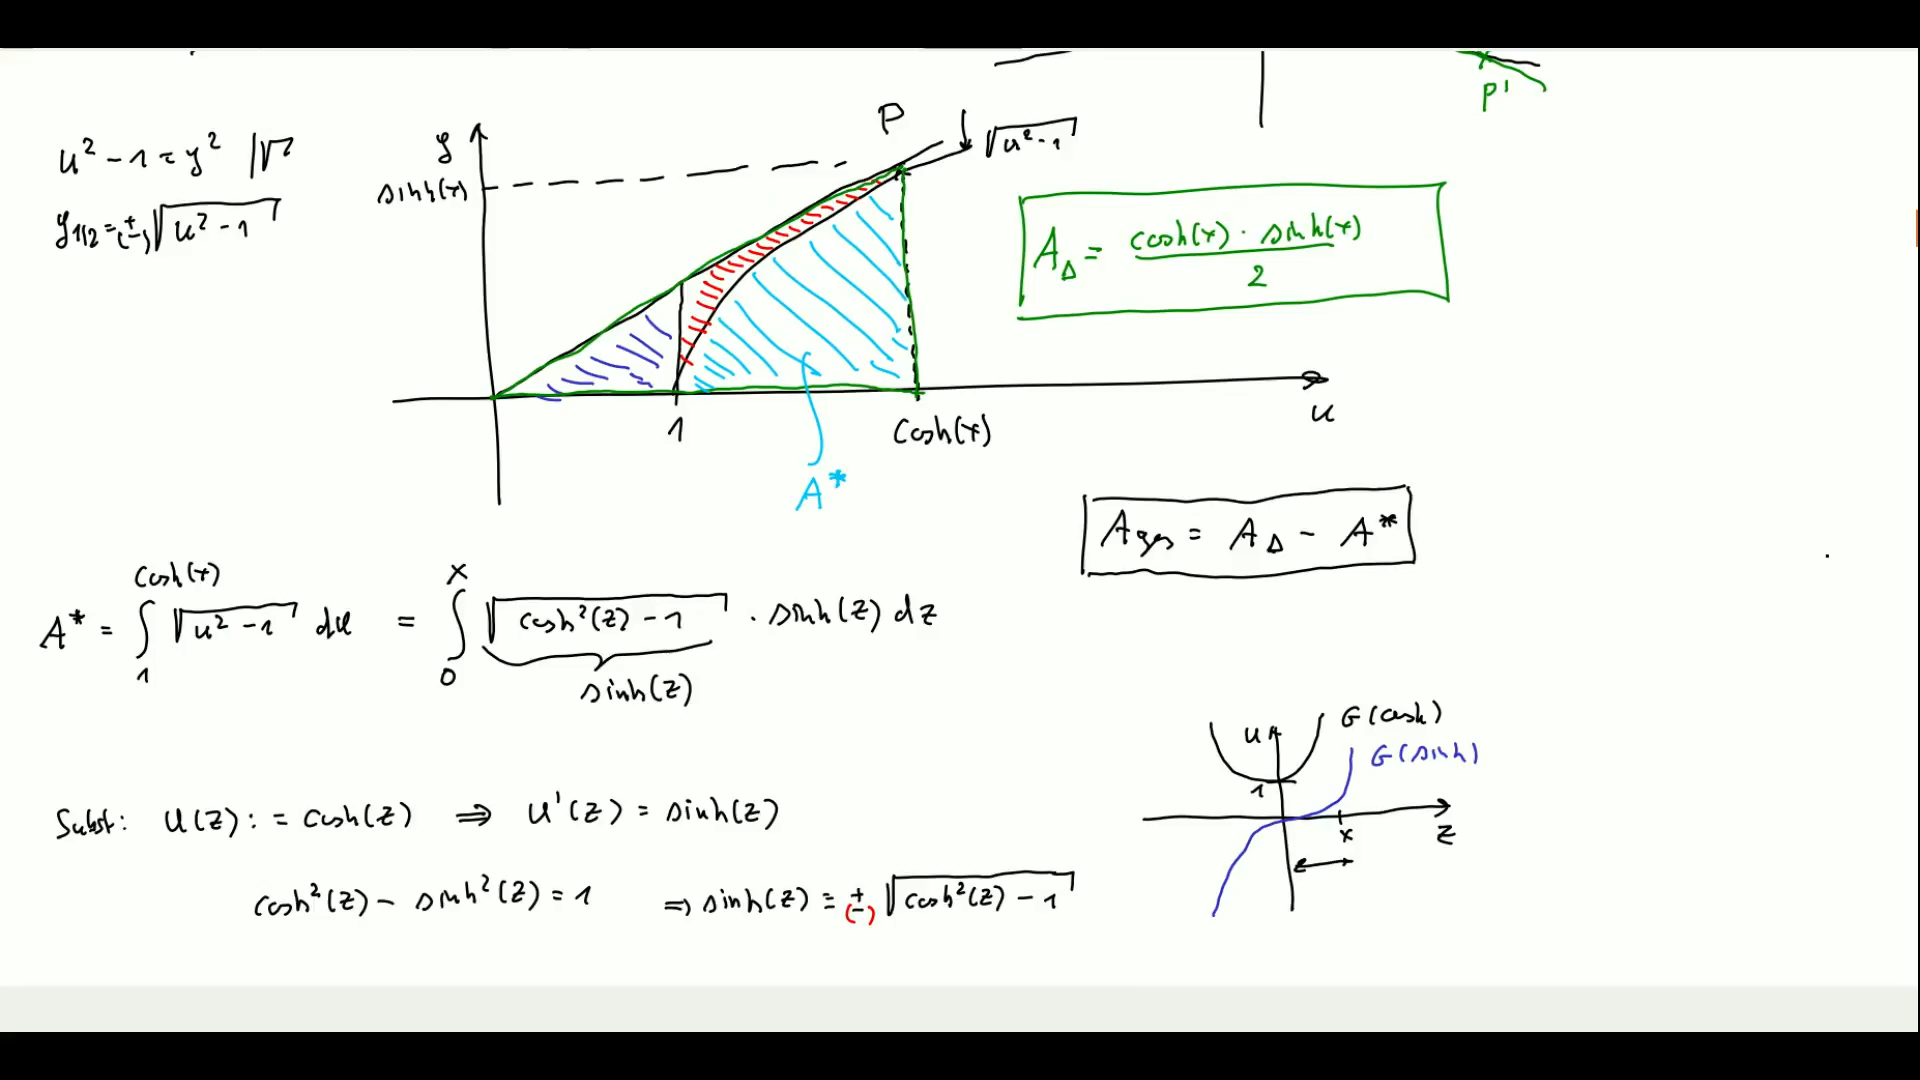 P'
u² - 1 = y² |√
y₁/₂ = ±(−) √(u² - 1)
y
sinh(x)
P
√(u² - 1)
1
cosh(x)
u
A*
A_Δ = cosh(x) · sinh(x) / 2
A_ges = A_Δ - A*
A* = ∫₁^cosh(x) √(u² - 1) du = ∫₀^x √(cosh²(z) - 1) · sinh(z) dz
sinh(z)
Subst: u(z) := cosh(z) ⇒ u'(z) = sinh(z)
cosh²(z) - sinh²(z) = 1 ⇒ sinh(z) = +(−) √(cosh²(z) - 1)
u
G(cosh)
G(sinh)
1
x
z